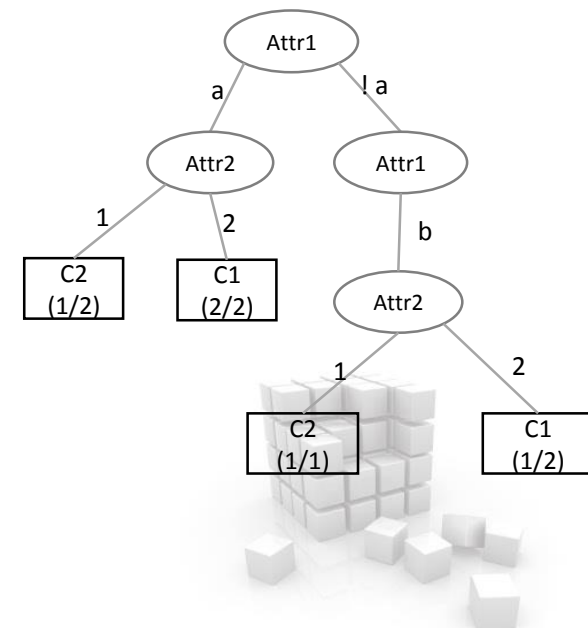 Attr1
a
! a
Attr2
Attr1
1
2
b
C2
(1/2)
C1
(2/2)
Attr2
1
2
C2
(1/1)
C1
(1/2)